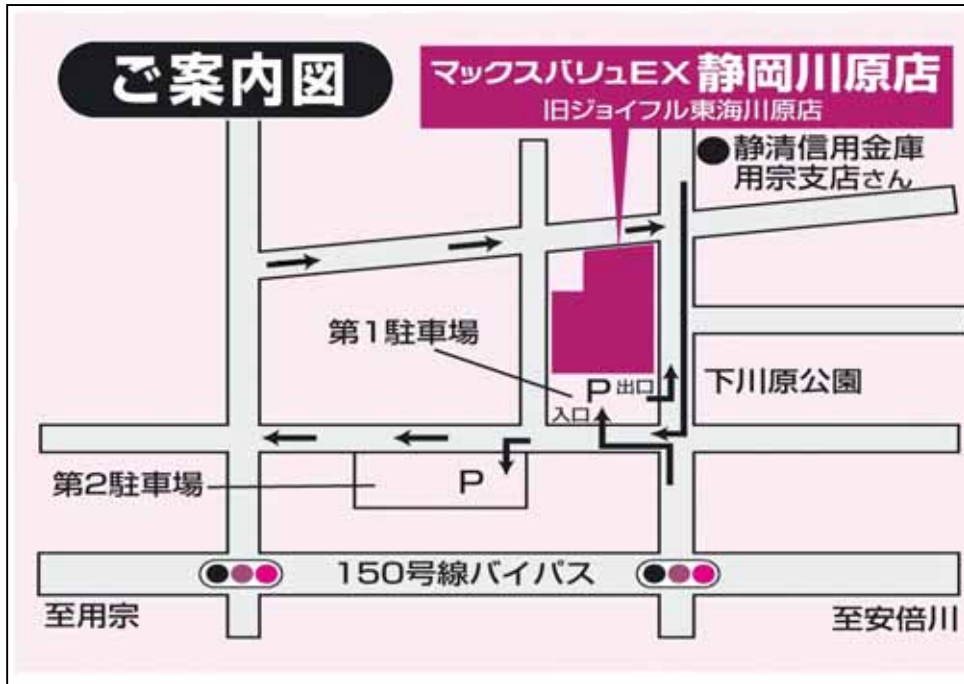 ご案内図
マックスバリュEX 静岡川原店
旧ジョイフル東海川原店
静清信用金庫
用宗支店さん
第1駐車場
P 出口
入口
下川原公園
第2駐車場
P
150号線バイパス
至用宗
至安倍川